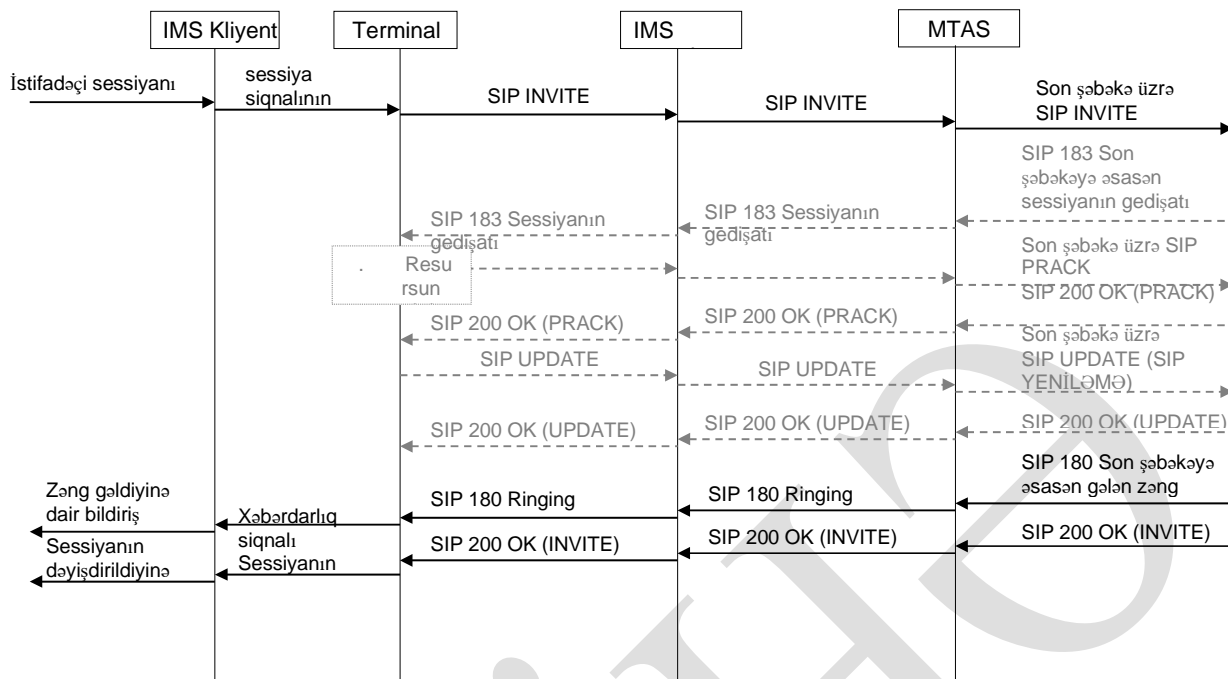 IMS Kliyent
Terminal
IMS
MTAS
İstifadəçi sessiyanı
sessiya
siqnalının
SIP INVITE
SIP INVITE
Son şəbəkə üzrə
SIP INVITE
SIP 183 Son
şəbəkəyə əsasən
sessiyanın gedişatı
SIP 183 Sessiyanın
gedişatı
SIP 183 Sessiyanın
gedişatı
. Resu
rsun
Son şəbəkə üzrə SIP
PRACK
SIP 200 OK (PRACK)
SIP 200 OK (PRACK)
SIP 200 OK (PRACK)
Son şəbəkə üzrə
SIP UPDATE (SIP
YENİLƏMƏ)
SIP UPDATE
SIP UPDATE
SIP 200 OK (UPDATE)
SIP 200 OK (UPDATE)
SIP 200 OK (UPDATE)
SIP 180 Son şəbəkəyə
əsasən gələn zəng
SIP 180 Ringing
SIP 180 Ringing
Zəng gəldiyinə
dair bildiriş
Xəbərdarlıq
siqnalı
SIP 200 OK (INVITE)
SIP 200 OK (INVITE)
SIP 200 OK (INVITE)
Sessiyanın
Sessiyanın
dəyişdirildiyinə